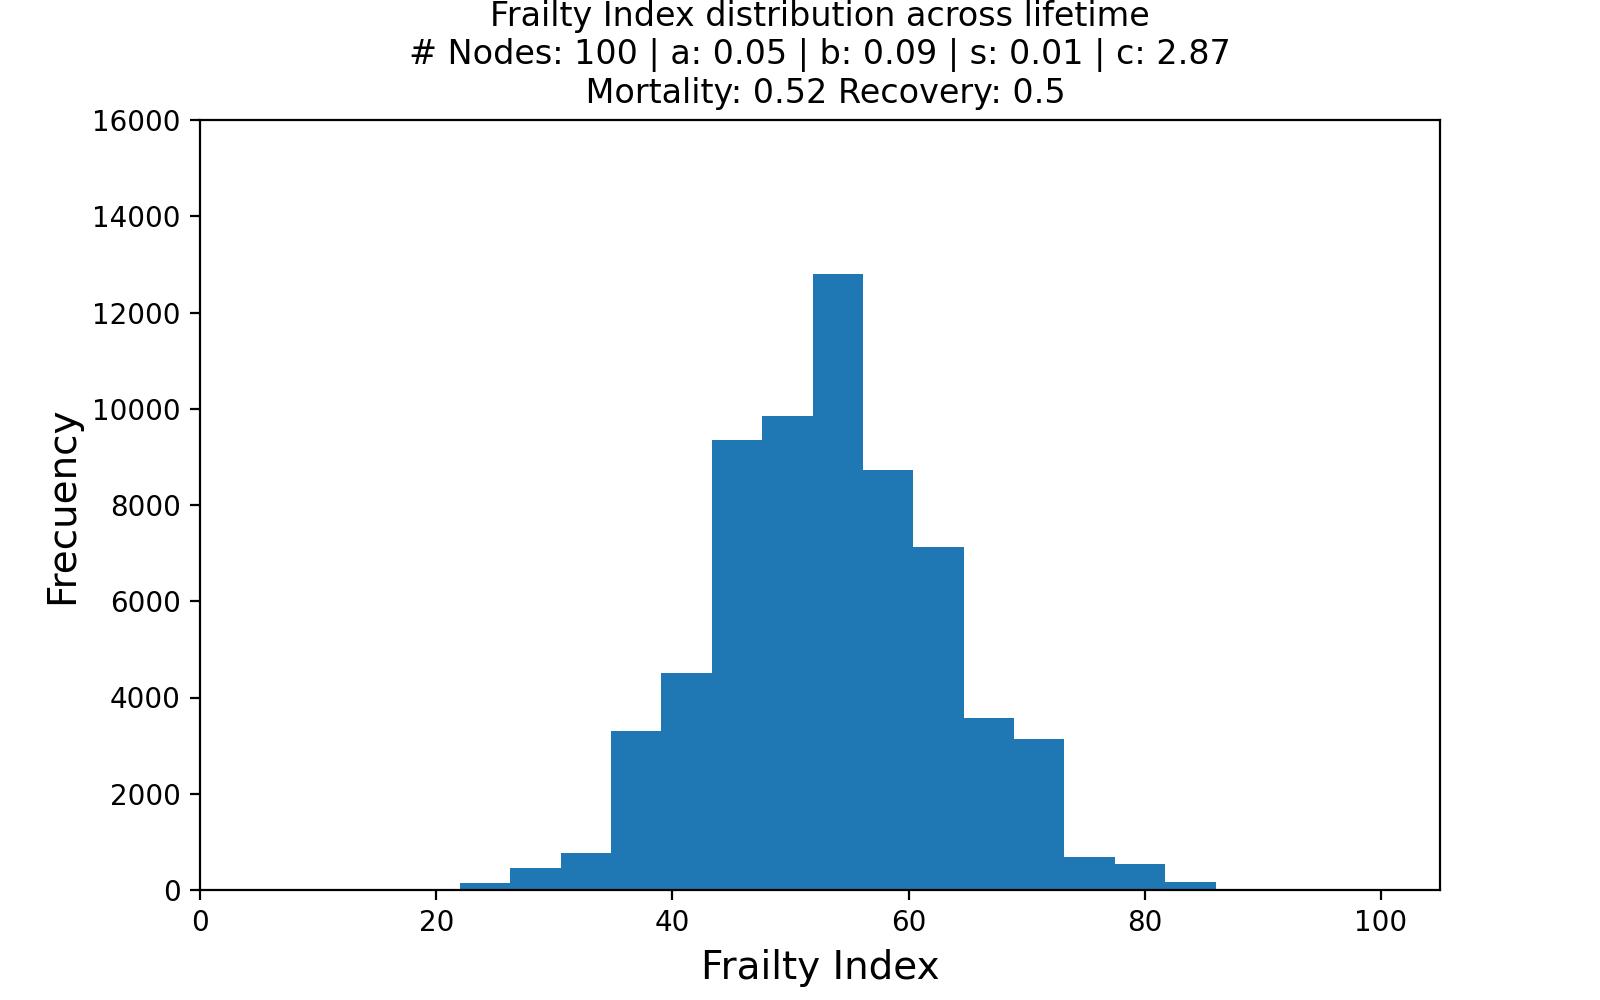 Frailty Index distribution across lifetime
# Nodes: 100 | a: 0.05 | b: 0.09 | s: 0.01 | c: 2.87
Mortality: 0.52 Recovery: 0.5
16000
14000
12000
10000
8000
6000
4000
2000
0
Frecuency
0 20 40 60 80 100
Frailty Index